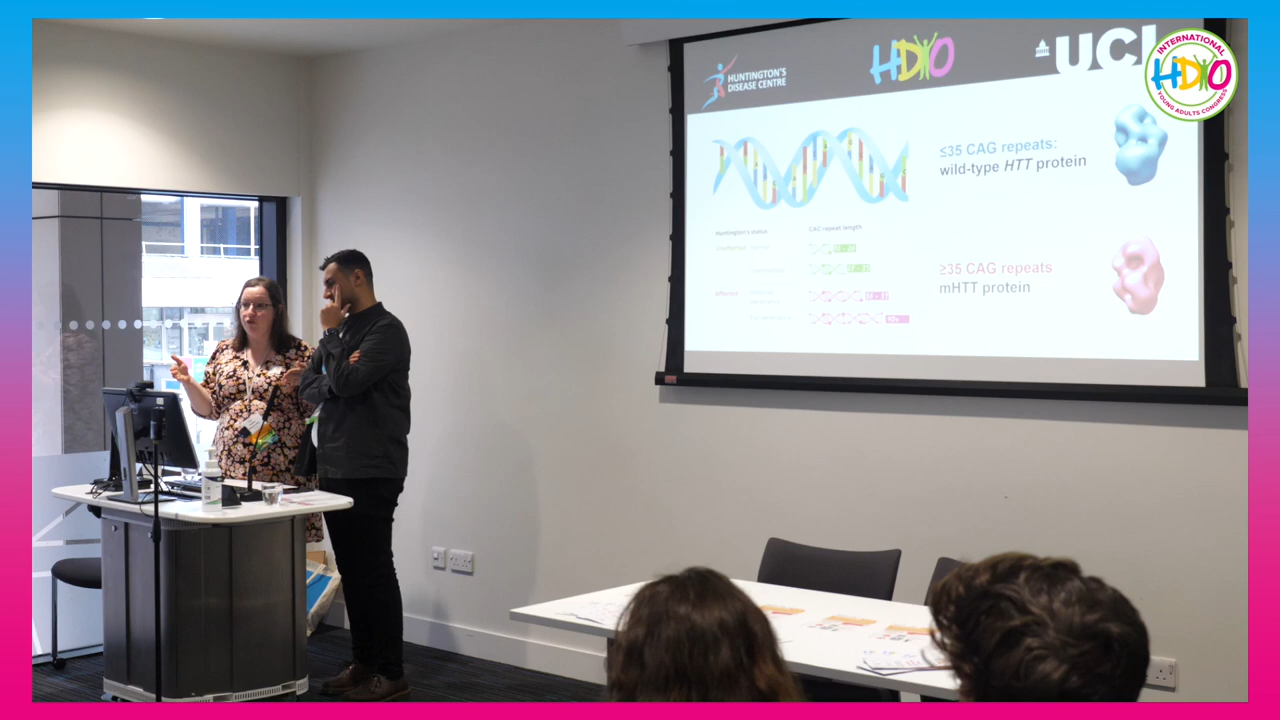 HUNTINGTON'S
DISEASE CENTRE
HDYO
UCL
INTERNATIONAL
HDYO
YOUNG ADULTS CONGRESS
≤35 CAG repeats:
wild-type HTT protein
Huntington's status
CAG repeat length
≥35 CAG repeats
mHTT protein